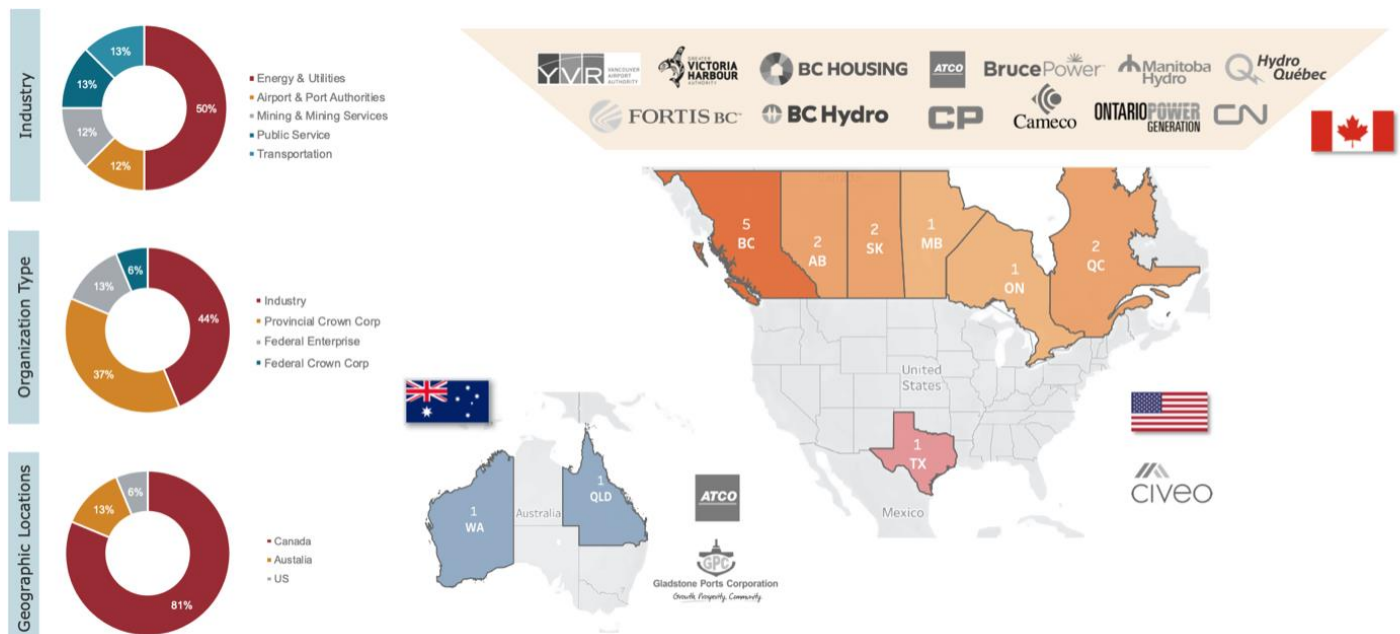 Industry
13%
13%
12%
12%
50%
Energy & Utilities
Airport & Port Authorities
Mining & Mining Services
Public Service
Transportation
Organization Type
6%
13%
37%
44%
Industry
Provincial Crown Corp
Federal Enterprise
Federal Crown Corp
Geographic Locations
6%
13%
81%
Canada
Austalia
US
YVR VANCOUVER
AIRPORT
AUTHORITY
GREATER
VICTORIA
HARBOUR
AUTHORITY
BC HOUSING
ATCO
BrucePower
Manitoba
Hydro
Hydro
Québec
FORTIS BC
BC Hydro
CP
Cameco
ONTARIOPOWER
GENERATION
CN
5
BC
2
AB
2
SK
1
MB
1
ON
2
QC
United
States
1
TX
Mexico
CIVEO
1
WA
Australia
1
QLD
ATCO
GPC
Gladstone Ports Corporation
Growth, Prosperity, Community.